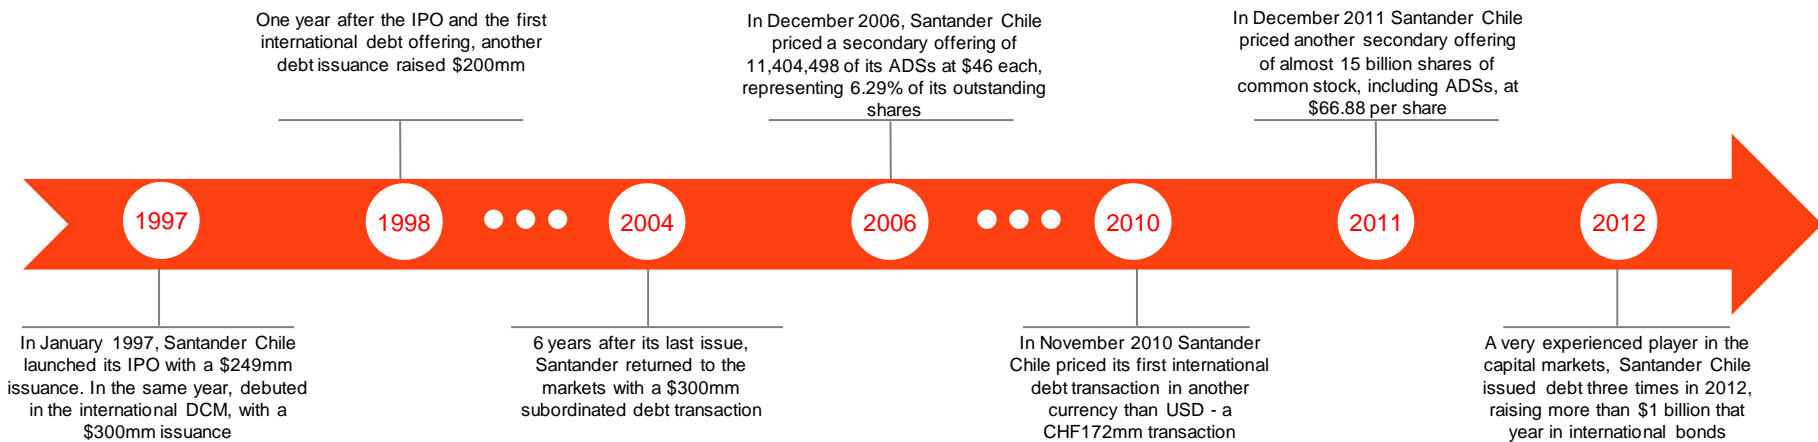 One year after the IPO and the first
international debt offering, another
debt issuance raised $200mm
In December 2006, Santander Chile
priced a secondary offering of
11,404,498 of its ADSs at $46 each,
representing 6.29% of its outstanding
shares
In December 2011 Santander Chile
priced another secondary offering
of almost 15 billion shares of
common stock, including ADSs, at
$66.88 per share
1997
1998
2004
2006
2010
2011
2012
In January 1997, Santander Chile
launched its IPO with a $249mm
issuance. In the same year, debuted
in the international DCM, with a
$300mm issuance
6 years after its last issue,
Santander returned to the
markets with a $300mm
subordinated debt transaction
In November 2010 Santander
Chile priced its first international
debt transaction in another
currency than USD - a
CHF172mm transaction
A very experienced player in the
capital markets, Santander Chile
issued debt three times in 2012,
raising more than $1 billion that
year in international bonds